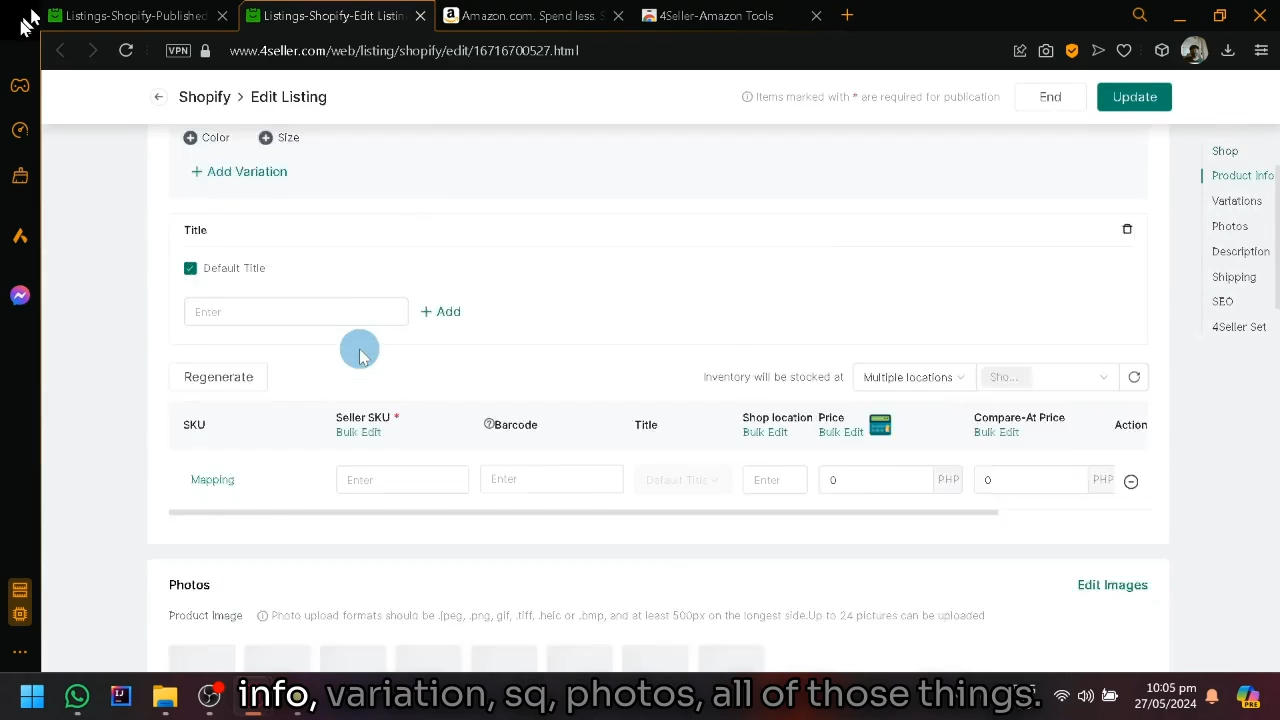 Listings-Shopify-Published
Listings-Shopify-Edit Listin
Amazon.com. Spend less. S
4Seller-Amazon Tools
VPN
www.4seller.com/web/listing/shopify/edit/16716700527.html
Shopify > Edit Listing
Items marked with * are required for publication
End
Update
Color
Size
+ Add Variation
Title
Default Title
Enter
+ Add
Regenerate
Inventory will be stocked at
Multiple locations
Sho...
SKU
Seller SKU *
Bulk Edit
Barcode
Title
Shop location
Bulk Edit
Price
Bulk Edit
Compare-At Price
Bulk Edit
Action
Mapping
Enter
Enter
Default Title
Enter
0
PHP
0
PHP
Photos
Edit Images
Product Image
Photo upload formats should be .jpeg, .png, gif, .tiff, .heic or .bmp, and at least 500px on the longest side.Up to 24 pictures can be uploaded
Shop
Product Info
Variations
Photos
Description
Shipping
SEO
4Seller Set
info, variation, sq, photos, all of those things.
10:05 pm
27/05/2024
PRE